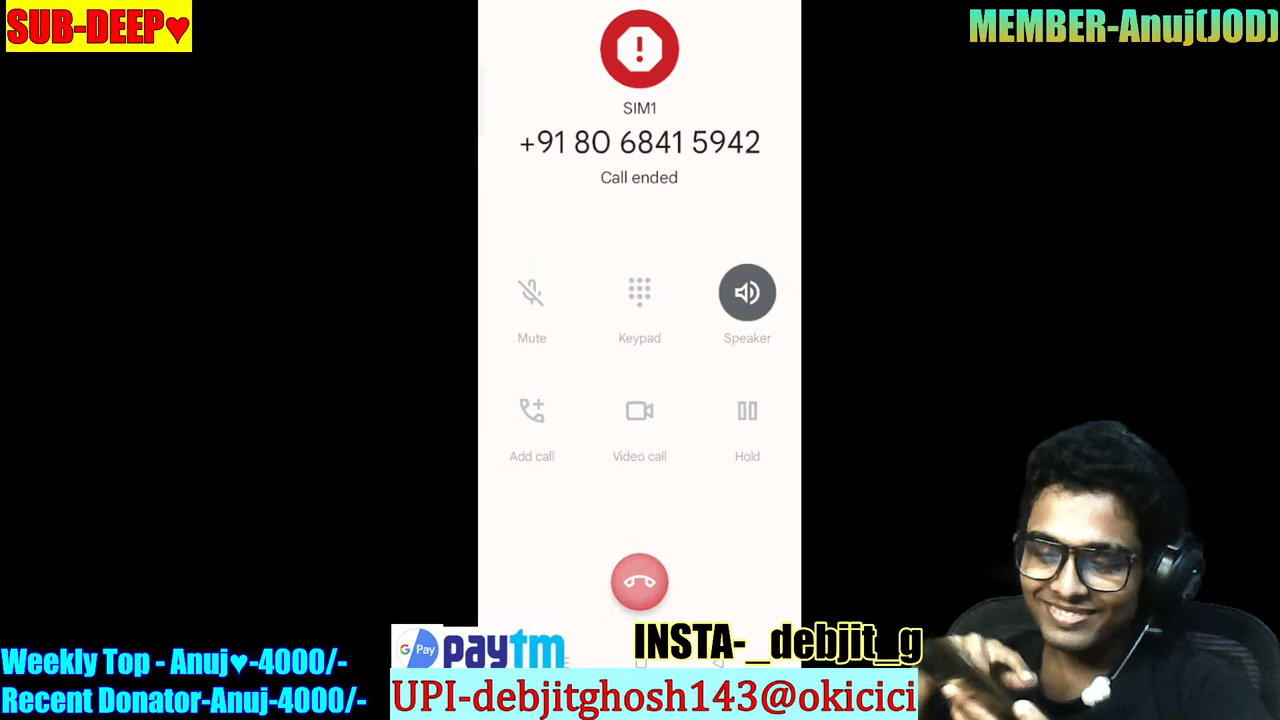 SUB-DEEP♥
MEMBER-Anuj(JOD)
SIM1
+91 80 6841 5942
Call ended
Mute
Keypad
Speaker
Add call
Video call
Hold
G Pay paytm
INSTA-_debjit_g
Weekly Top - Anuj♥-4000/-
Recent Donator-Anuj-4000/-
UPI-debjitghosh143@okicici